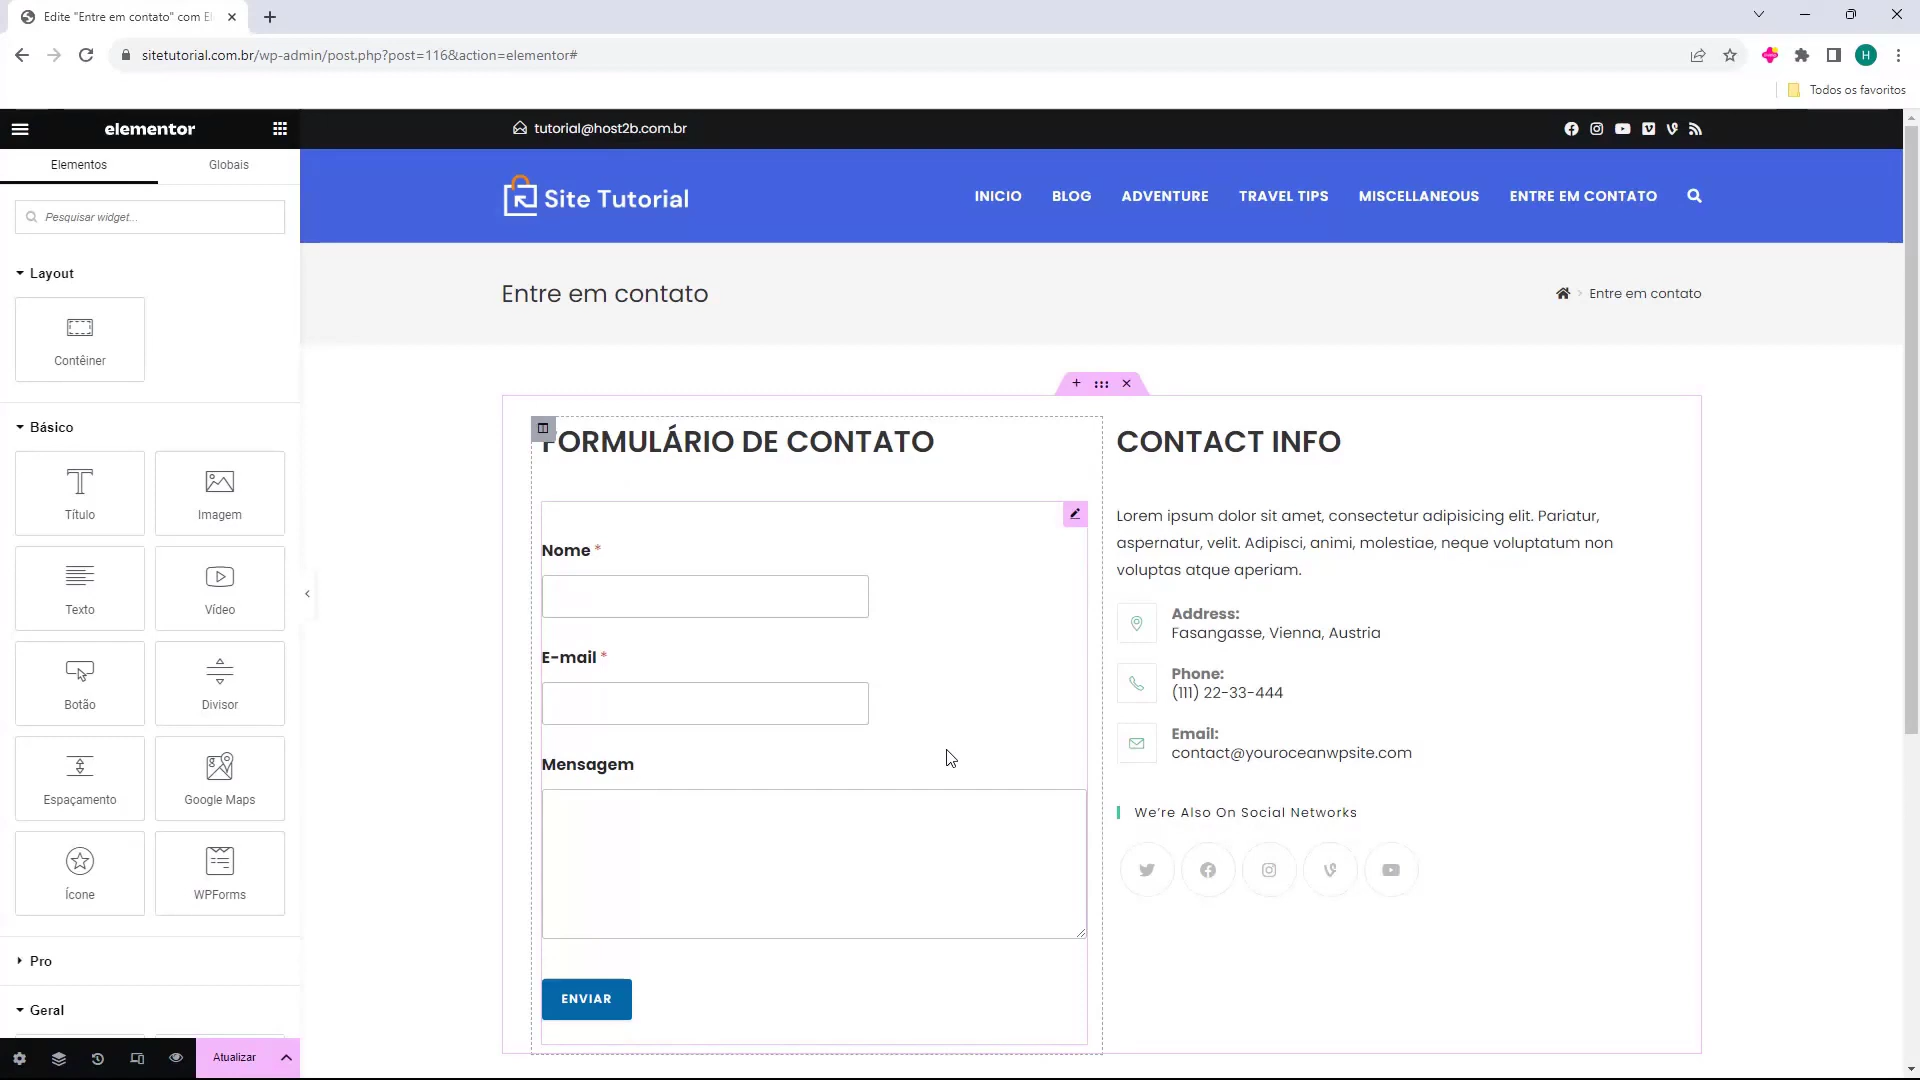 Edite "Entre em contato" com El
sitetutorial.com.br/wp-admin/post.php?post=116&action=elementor#
H
Todos os favoritos
elementor
tutorial@host2b.com.br
Elementos
Globais
Site Tutorial
INICIO
BLOG
ADVENTURE
TRAVEL TIPS
MISCELLANEOUS
ENTRE EM CONTATO
Pesquisar widget...
Layout
Contêiner
Entre em contato
Entre em contato
Básico
Título
Imagem
Texto
Vídeo
Botão
Divisor
Espaçamento
Google Maps
Ícone
WPForms
Pro
Geral
Atualizar
FORMULÁRIO DE CONTATO
Nome *
E-mail *
Mensagem
ENVIAR
CONTACT INFO
Lorem ipsum dolor sit amet, consectetur adipisicing elit. Pariatur,
aspernatur, velit. Adipisci, animi, molestiae, neque voluptatum non
voluptas atque aperiam.
Address:
Fasangasse, Vienna, Austria
Phone:
(111) 22-33-444
Email:
contact@youroceanwpsite.com
We're Also On Social Networks